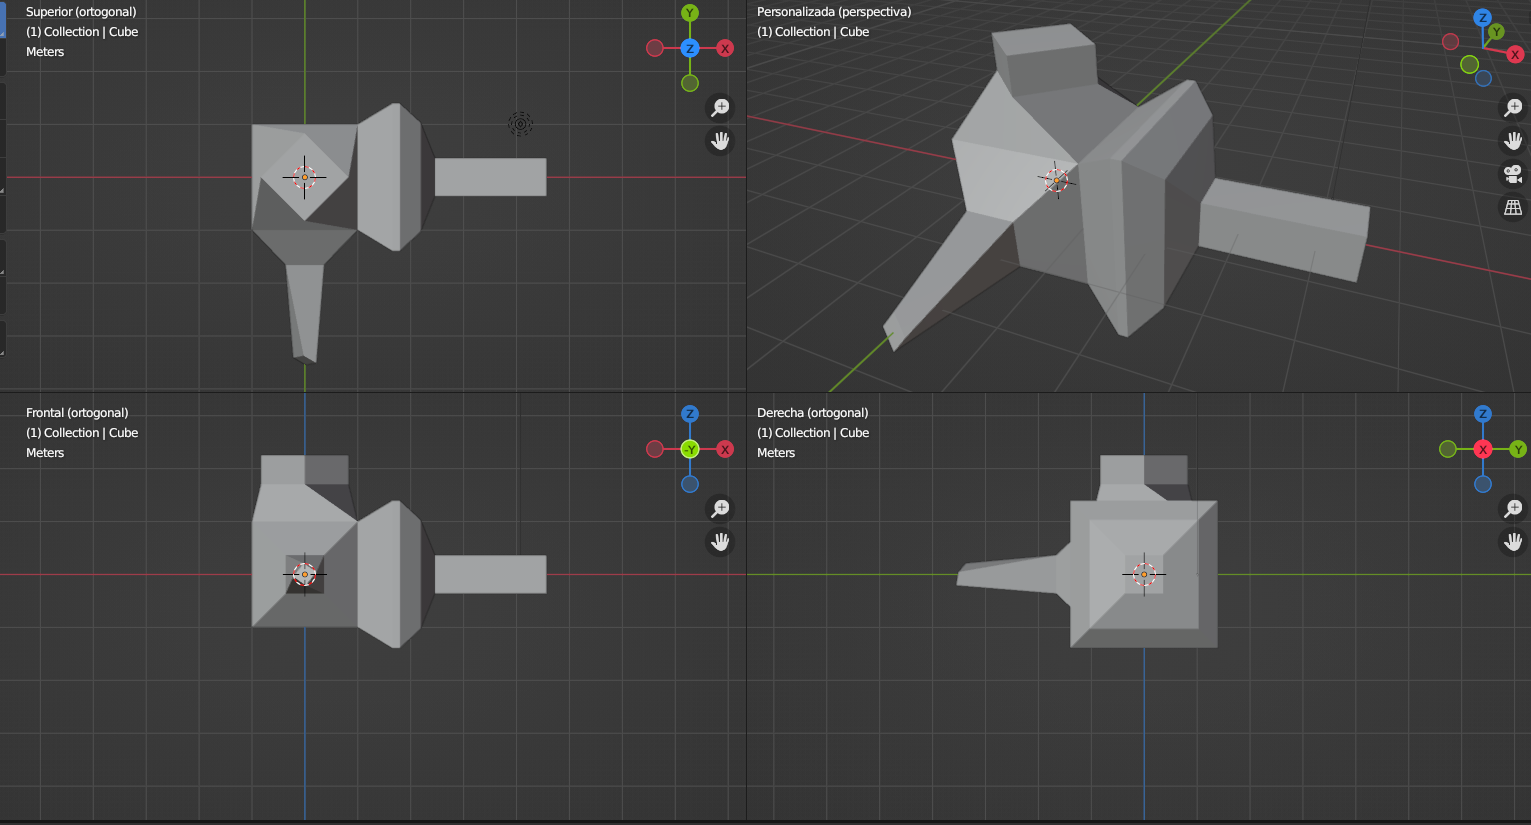 Superior (ortogonal)
(1) Collection | Cube
Meters
Y
Z
X
Personalizada (perspectiva)
(1) Collection | Cube
Z
Y
X
Frontal (ortogonal)
(1) Collection | Cube
Meters
Z
-Y
X
Derecha (ortogonal)
(1) Collection | Cube
Meters
Z
X
Y